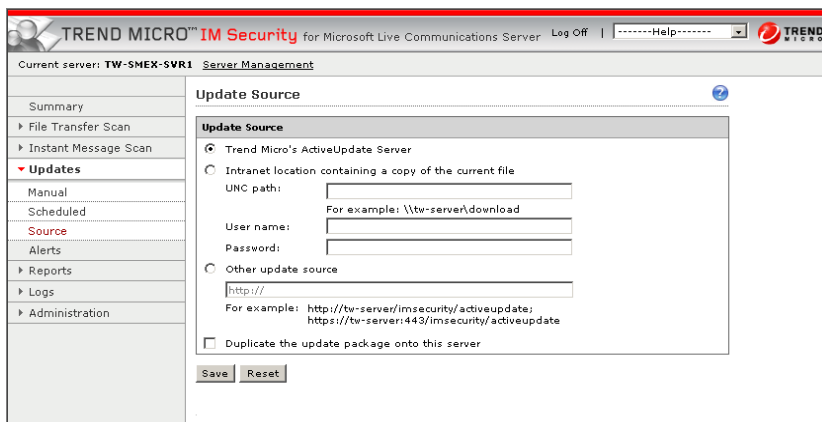 TREND MICRO™ IM Security for Microsoft Live Communications Server Log Off | -------Help------- TREND MICRO
Current server: TW-SMEX-SVR1 Server Management
Summary
File Transfer Scan
Instant Message Scan
Updates
Manual
Scheduled
Source
Alerts
Reports
Logs
Administration
Update Source
?
Update Source
Trend Micro's ActiveUpdate Server
Intranet location containing a copy of the current file
UNC path:
For example: \\tw-server\download
User name:
Password:
Other update source
http://
For example: http://tw-server/imsecurity/activeupdate;
https://tw-server:443/imsecurity/activeupdate
Duplicate the update package onto this server
Save Reset